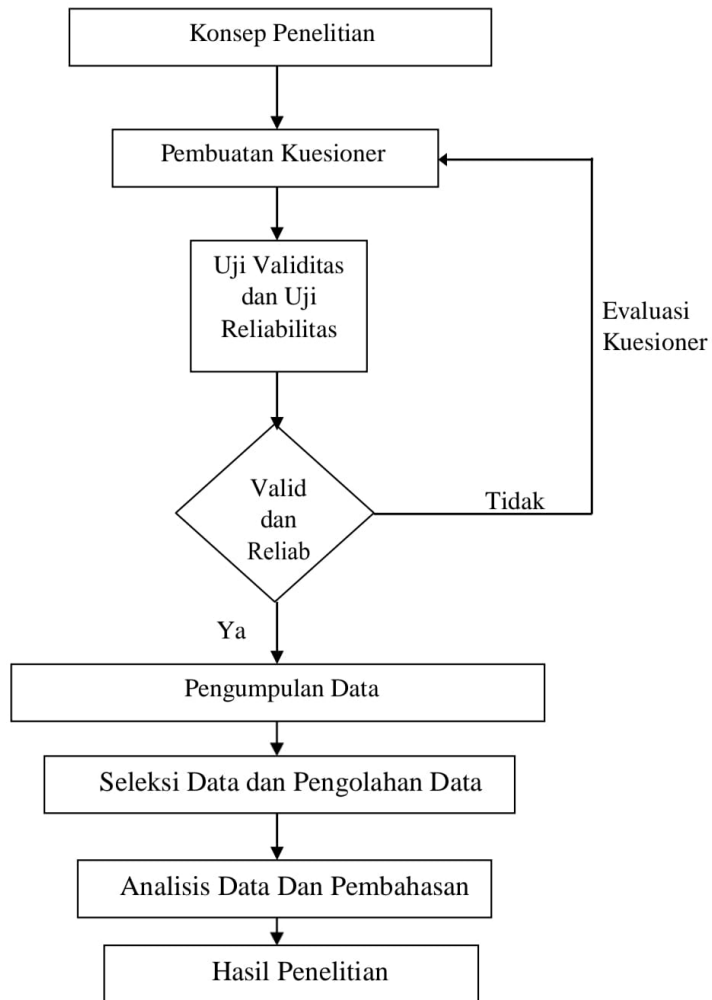 Konsep Penelitian
Pembuatan Kuesioner
Uji Validitas
dan Uji
Reliabilitas
Evaluasi
Kuesioner
Valid
dan
Reliab
Tidak
Ya
Pengumpulan Data
Seleksi Data dan Pengolahan Data
Analisis Data Dan Pembahasan
Hasil Penelitian